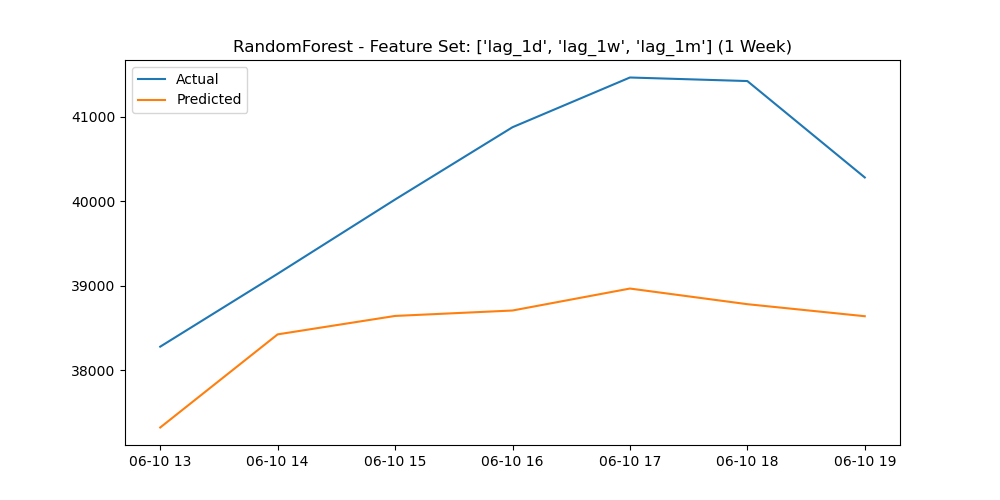 RandomForest - Feature Set: ['lag_1d', 'lag_1w', 'lag_1m'] (1 Week)
Actual
Predicted
41000
40000
39000
38000
06-10 13 06-10 14 06-10 15 06-10 16 06-10 17 06-10 18 06-10 19